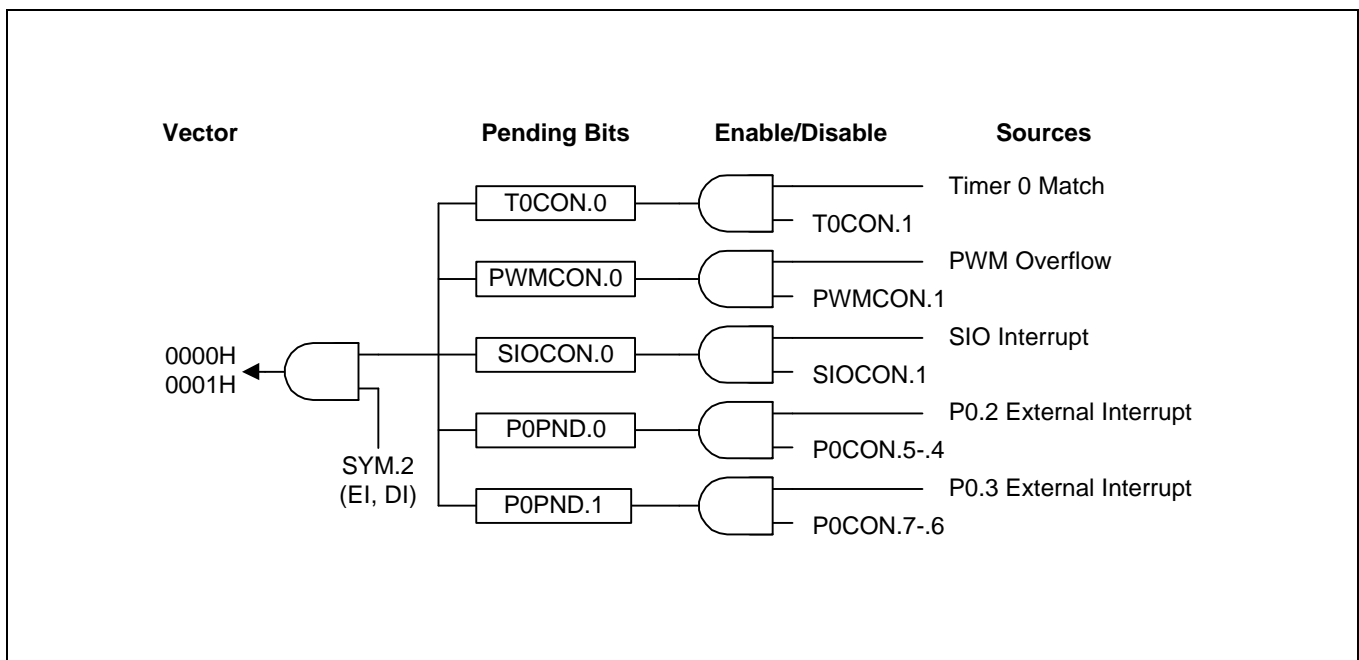 Vector
Pending Bits
Enable/Disable
Sources
T0CON.0
Timer 0 Match
T0CON.1
PWMCON.0
PWM Overflow
PWMCON.1
0000H
0001H
SIOCON.0
SIO Interrupt
SIOCON.1
SYM.2
(EI, DI)
P0PND.0
P0.2 External Interrupt
P0CON.5-.4
P0PND.1
P0.3 External Interrupt
P0CON.7-.6